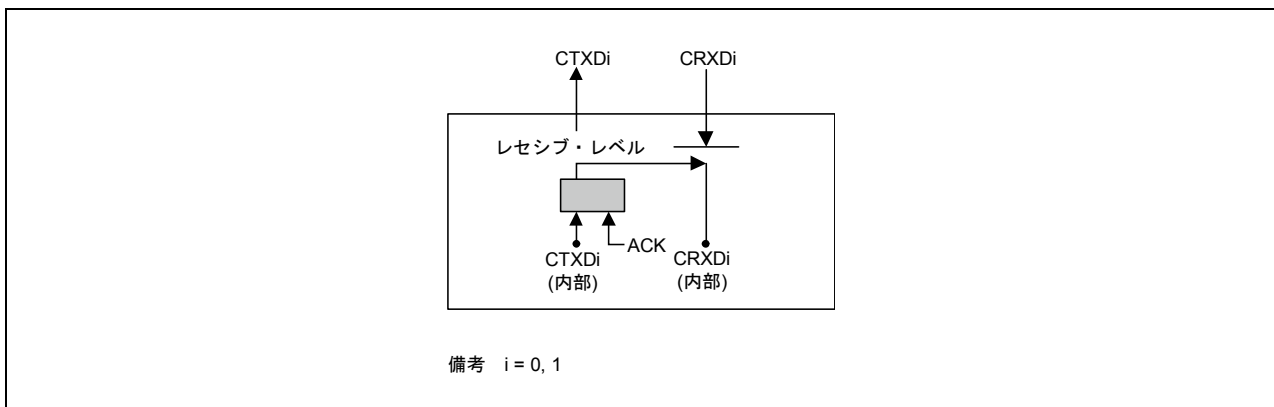 CTXDi
CRXDi
レセシブ・レベル
ACK
CTXDi
(内部)
CRXDi
(内部)
備考 i = 0, 1